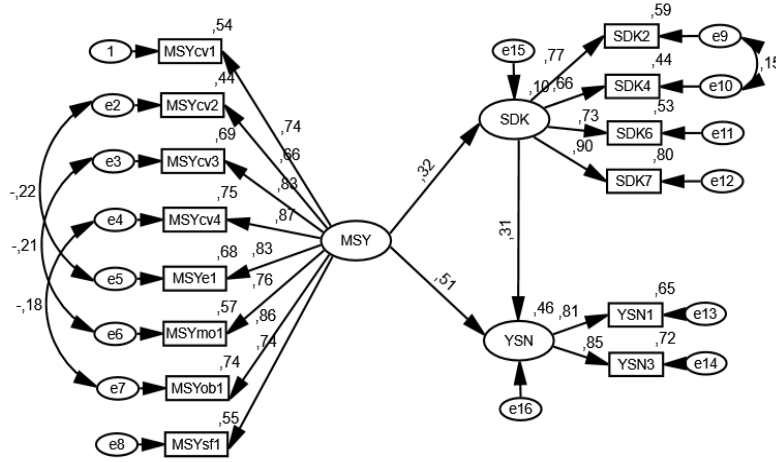 ,54
1 MSYcv1
,44
e2 MSYcv2
,69
e3 MSYcv3
,75
e4 MSYcv4
,68
e5 MSYe1
,57
e6 MSYmo1
,74
e7 MSYob1
,55
e8 MSYsf1
-,22
-,21
-,18
,74
,66
,83
,87
,83
,76
,86
,74
MSY
,32
,51
e15
,10
SDK
,31
,77
,66
,73
,90
,59
SDK2 e9
,44
SDK4 e10
,53
SDK6 e11
,80
SDK7 e12
,15
,46
YSN
e16
,81
,85
,65
YSN1 e13
,72
YSN3 e14